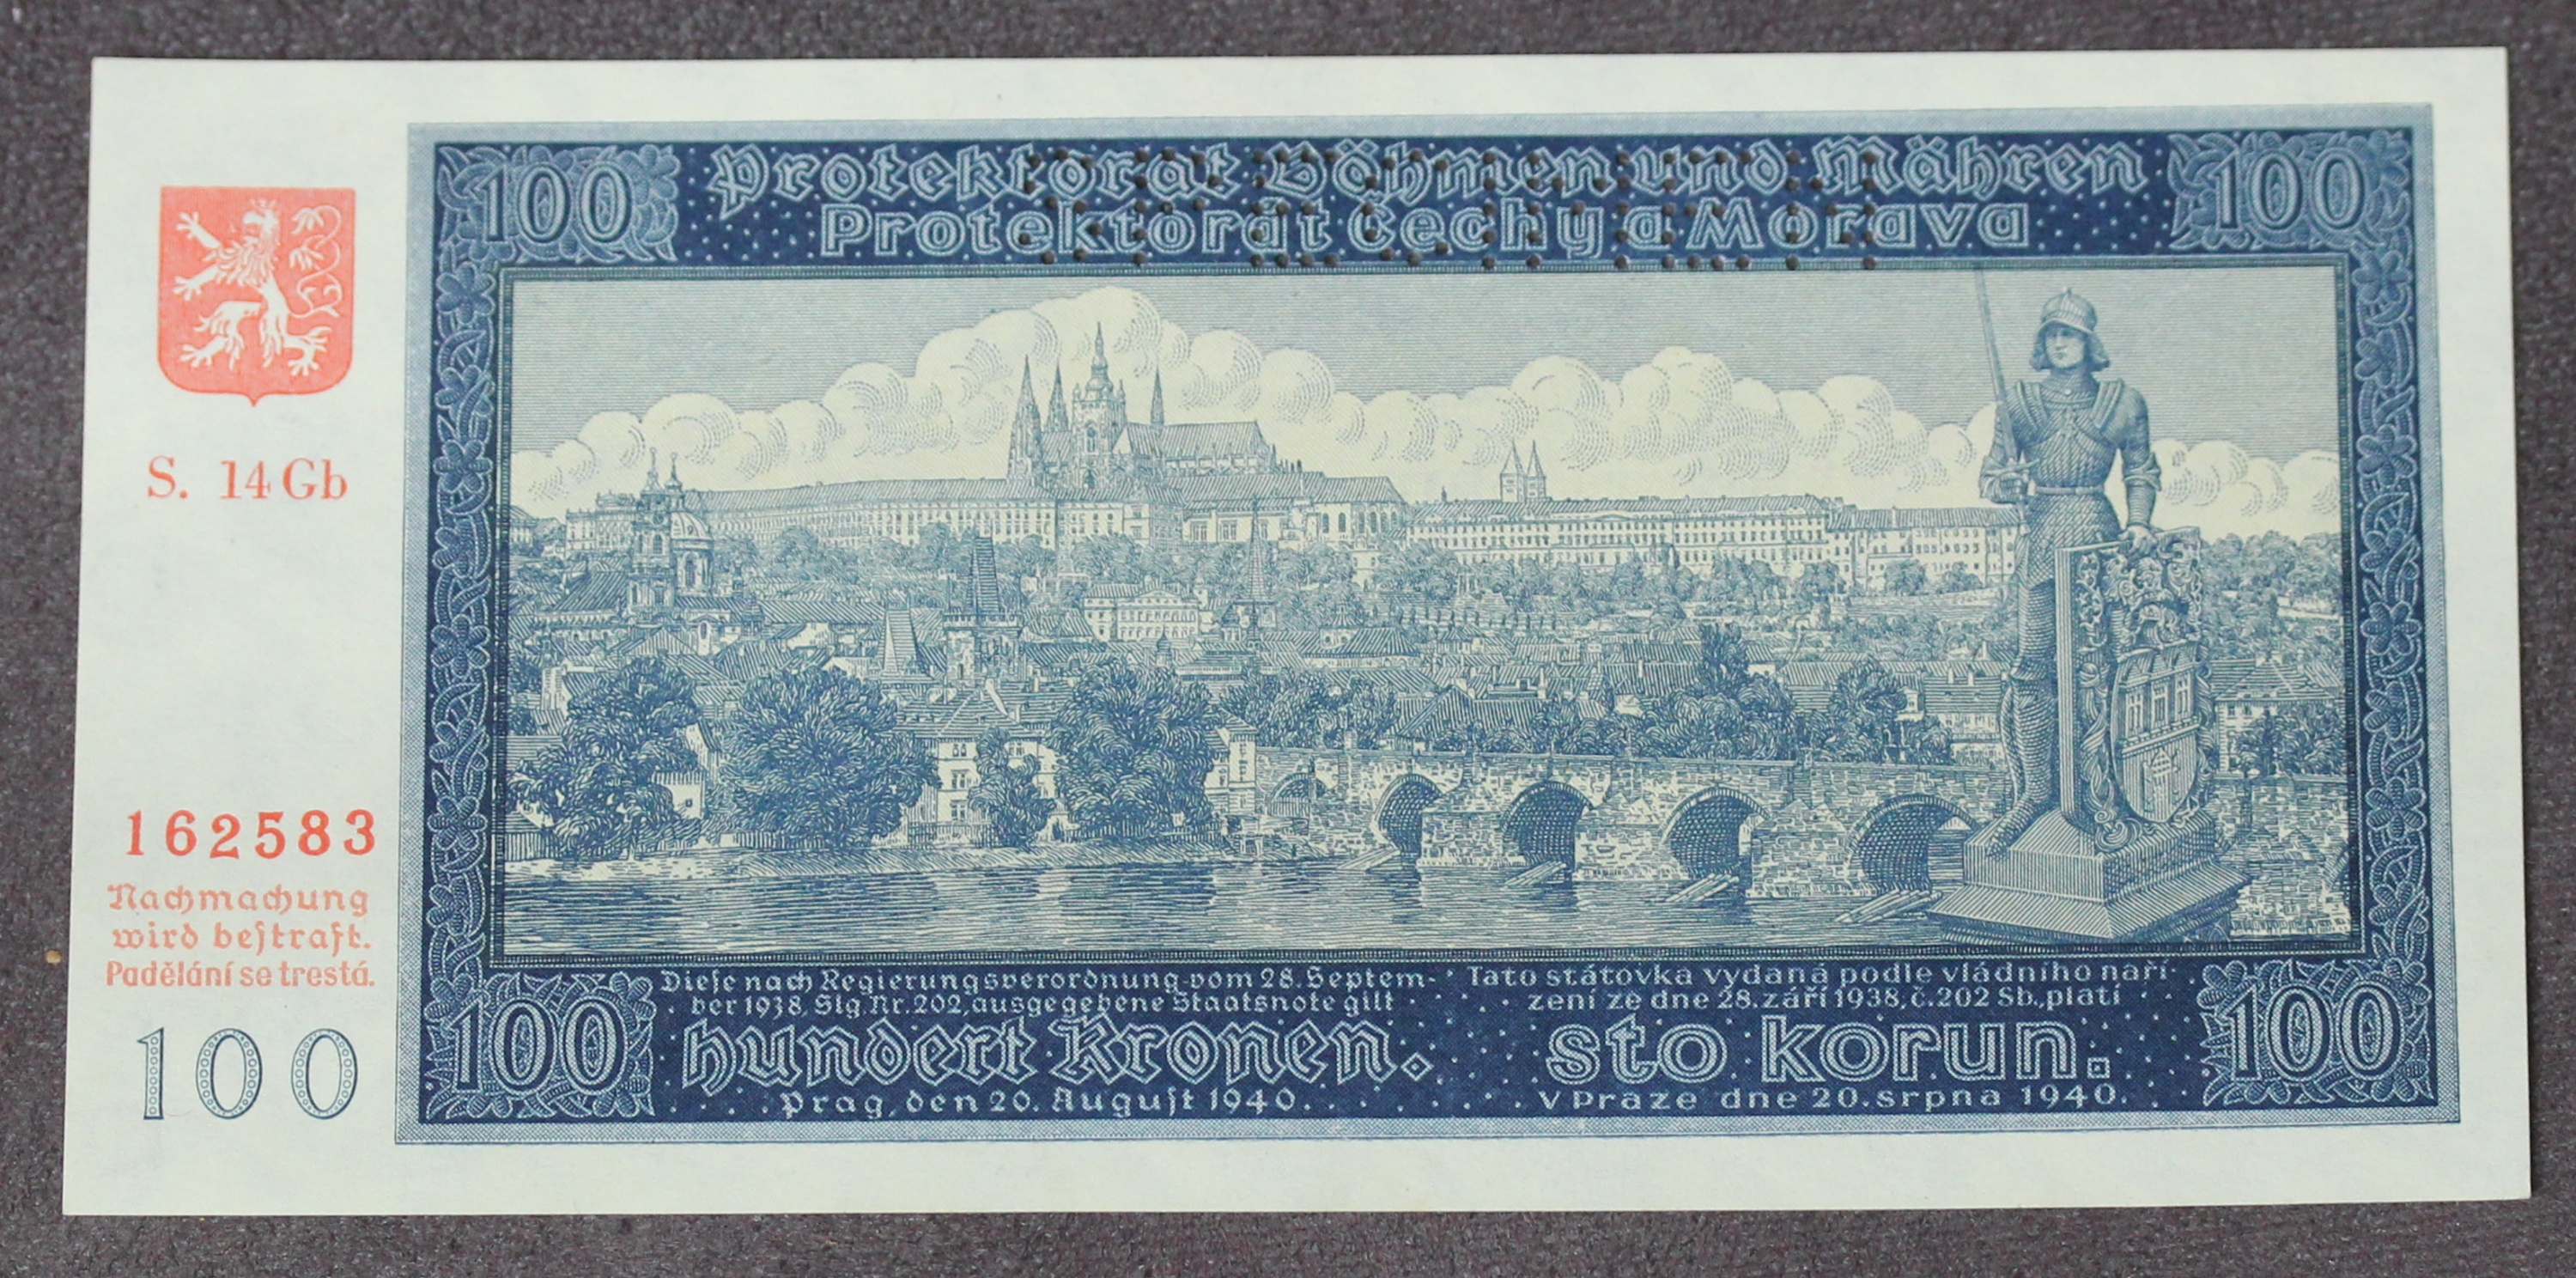 100
Protektorat Böhmen und Mähren
Protektorát Čechy a Morava
100
SPECIMEN
S. 14 Gb
162583
Nachmachung
wird bestraft.
Padělání se trestá.
100
100
Diese nach Regierungsverordnung vom 28. Septem-
ber 1938, Slg. Nr. 202, ausgegebene Staatsnote gilt
hundert Kronen.
Prag, den 20. August 1940.
Tato státovka vydaná podle vládního naří-
zení ze dne 28. září 1938, č. 202 Sb., platí
sto korun.
V Praze dne 20. srpna 1940.
100